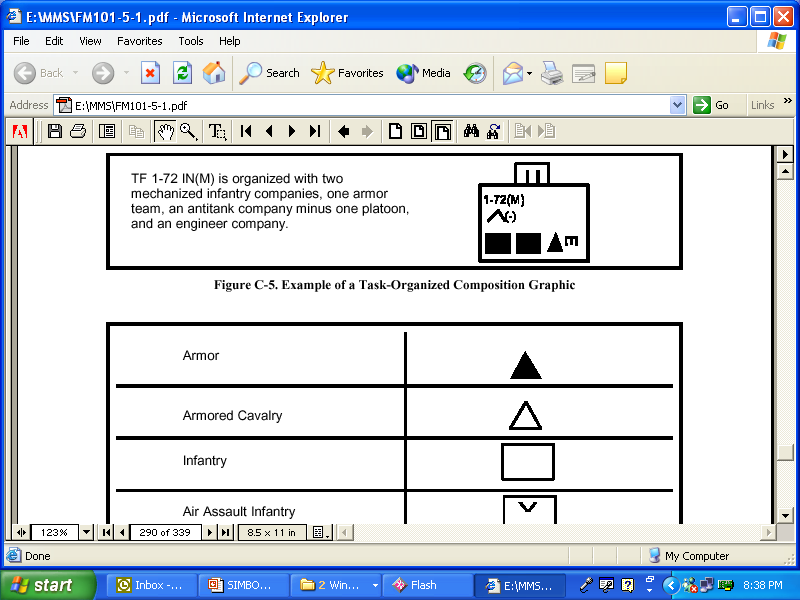 E:\MMS\FM101-5-1.pdf - Microsoft Internet Explorer
File Edit View Favorites Tools Help
Back Search Favorites Media
Address E:\MMS\FM101-5-1.pdf Go Links »
TF 1-72 IN(M) is organized with two
mechanized infantry companies, one armor
team, an antitank company minus one platoon,
and an engineer company.
1-72(M)
(-)
E
Figure C-5. Example of a Task-Organized Composition Graphic
Armor
Armored Cavalry
Infantry
Air Assault Infantry
123% 290 of 339 8.5 x 11 in
Done My Computer
start Inbox -... SIMBO... 2 Win... Flash E:\MMS... 8:38 PM